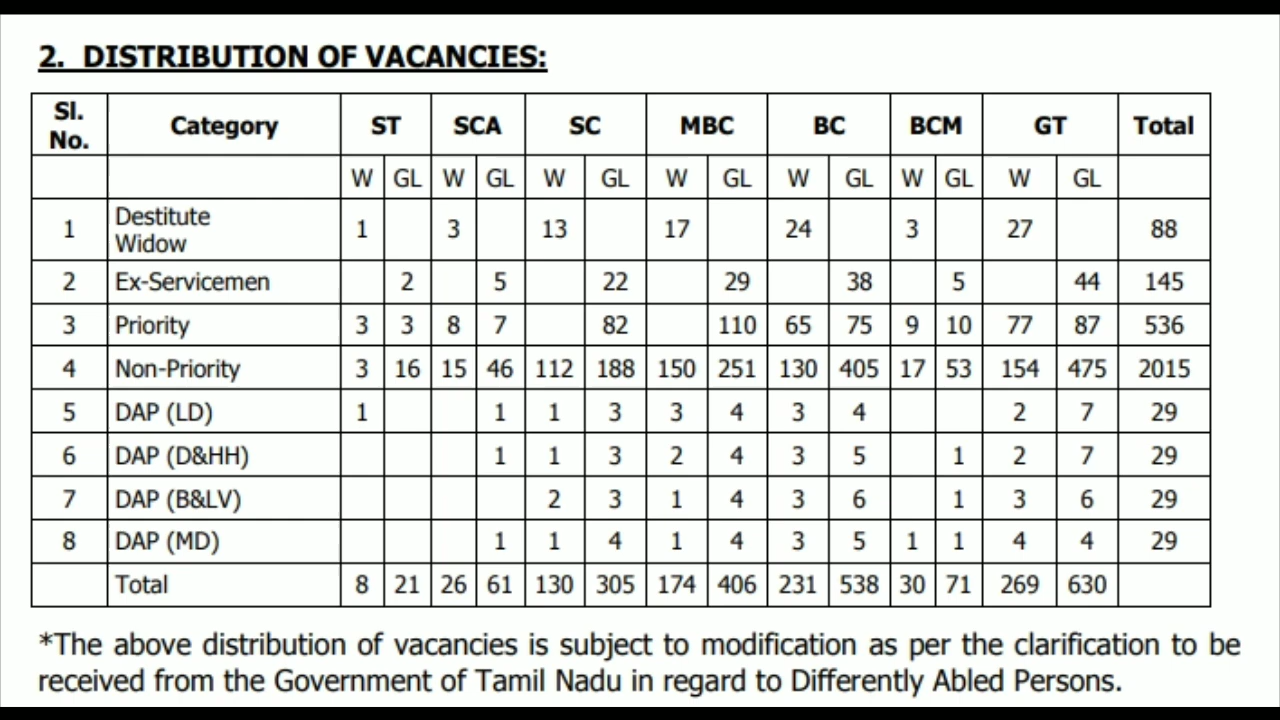 2. DISTRIBUTION OF VACANCIES:
Sl. No. Category ST SCA SC MBC BC BCM GT Total
W GL W GL W GL W GL W GL W GL W GL
1 Destitute Widow 1 3 13 17 24 3 27 88
2 Ex-Servicemen 2 5 22 29 38 5 44 145
3 Priority 3 3 8 7 82 110 65 75 9 10 77 87 536
4 Non-Priority 3 16 15 46 112 188 150 251 130 405 17 53 154 475 2015
5 DAP (LD) 1 1 1 3 3 4 3 4 2 7 29
6 DAP (D&HH) 1 1 3 2 4 3 5 1 2 7 29
7 DAP (B&LV) 2 3 1 4 3 6 1 3 6 29
8 DAP (MD) 1 1 4 1 4 3 5 1 1 4 4 29
Total 8 21 26 61 130 305 174 406 231 538 30 71 269 630
*The above distribution of vacancies is subject to modification as per the clarification to be
received from the Government of Tamil Nadu in regard to Differently Abled Persons.